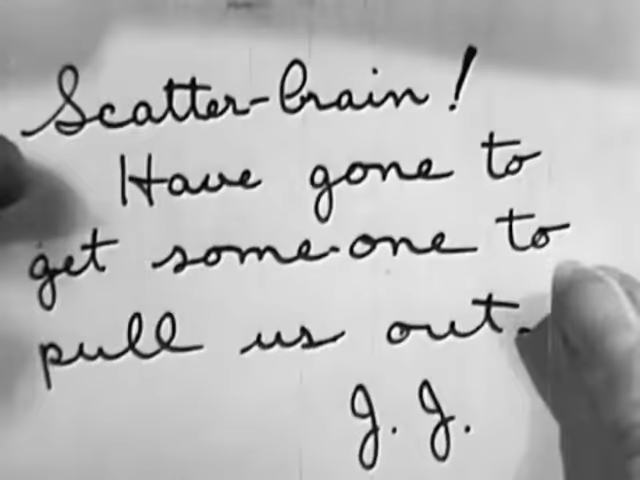 Scatter-brain!
Have gone to
get some-one to
pull us out.
J. J.